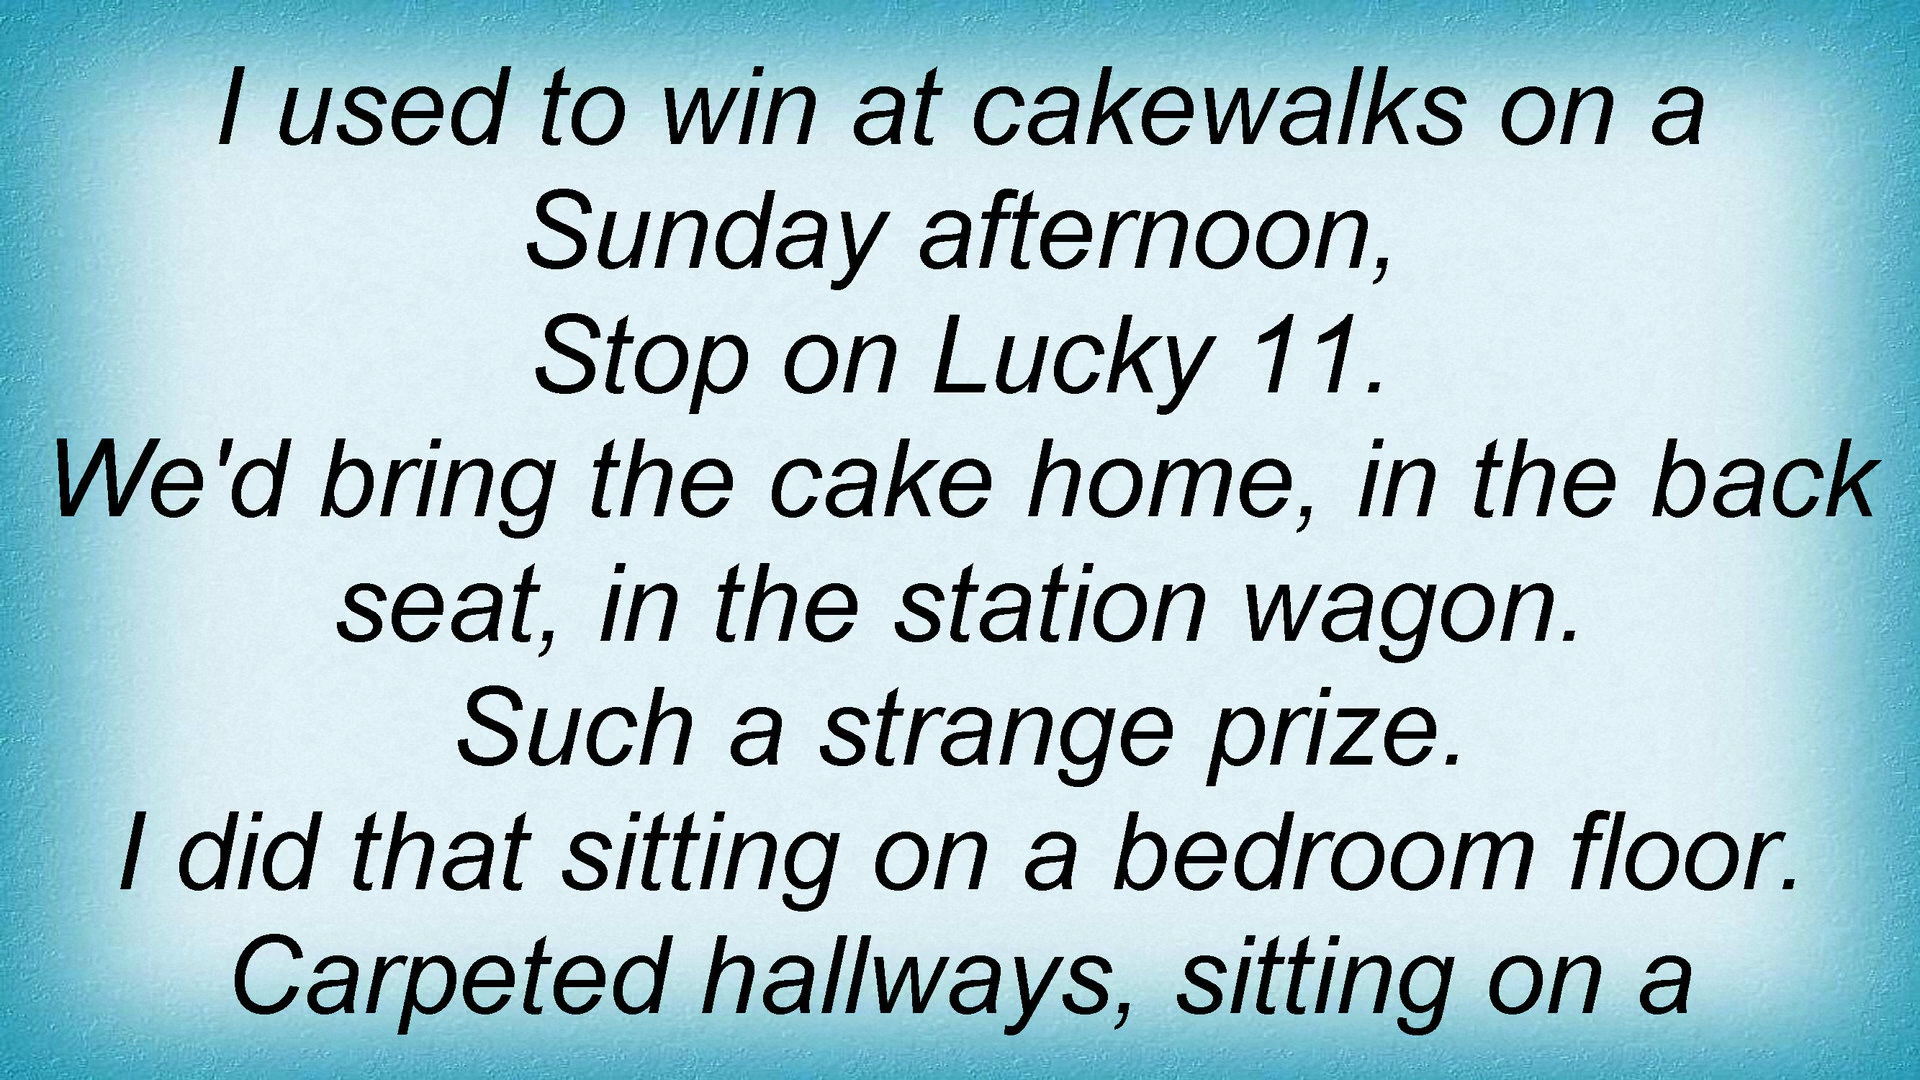 I used to win at cakewalks on a
Sunday afternoon,
Stop on Lucky 11.
We'd bring the cake home, in the back
seat, in the station wagon.
Such a strange prize.
I did that sitting on a bedroom floor.
Carpeted hallways, sitting on a